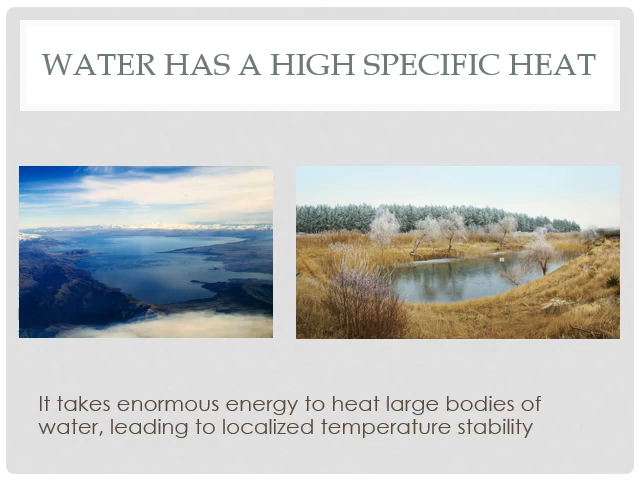 WATER HAS A HIGH SPECIFIC HEAT
It takes enormous energy to heat large bodies of
water, leading to localized temperature stability